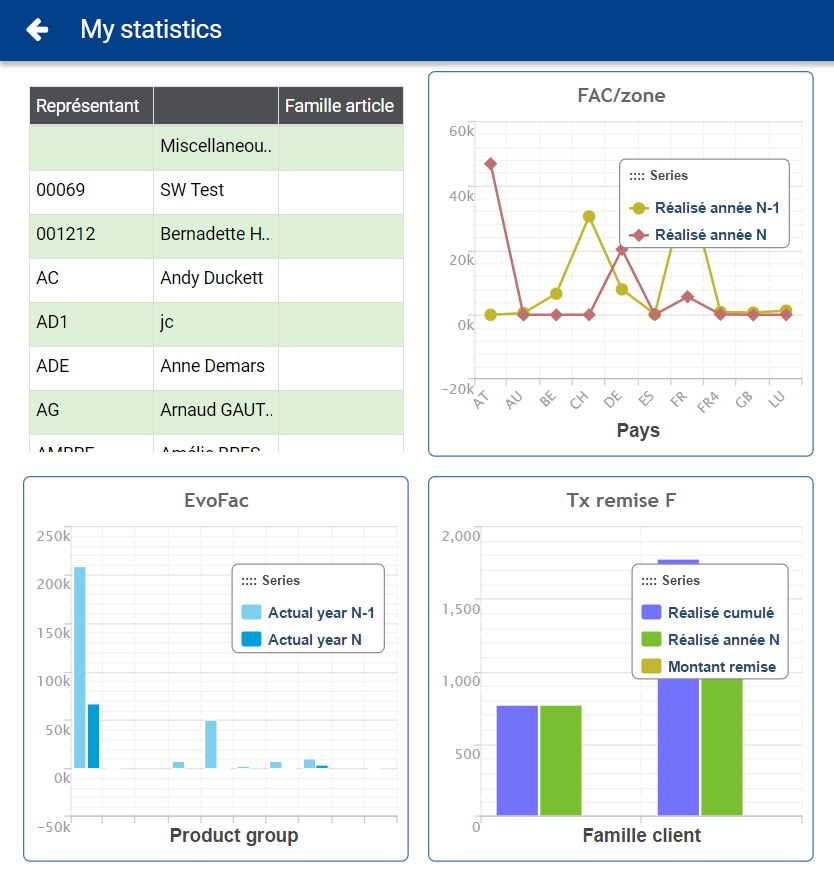 My statistics
Représentant Famille article
Miscellaneou..
00069 SW Test
001212 Bernadette H..
AC Andy Duckett
AD1 jc
ADE Anne Demars
AG Arnaud GAUT..
FAC/zone
60k
40k
20k
0k
−20k
:::: Series
Réalisé année N-1
Réalisé année N
AT AU BE CH DE ES FR FR4 GB LU
Pays
EvoFac
250k
200k
150k
100k
50k
0k
−50k
:::: Series
Actual year N-1
Actual year N
Product group
Tx remise F
2,000
1,500
1,000
500
0
:::: Series
Réalisé cumulé
Réalisé année N
Montant remise
Famille client